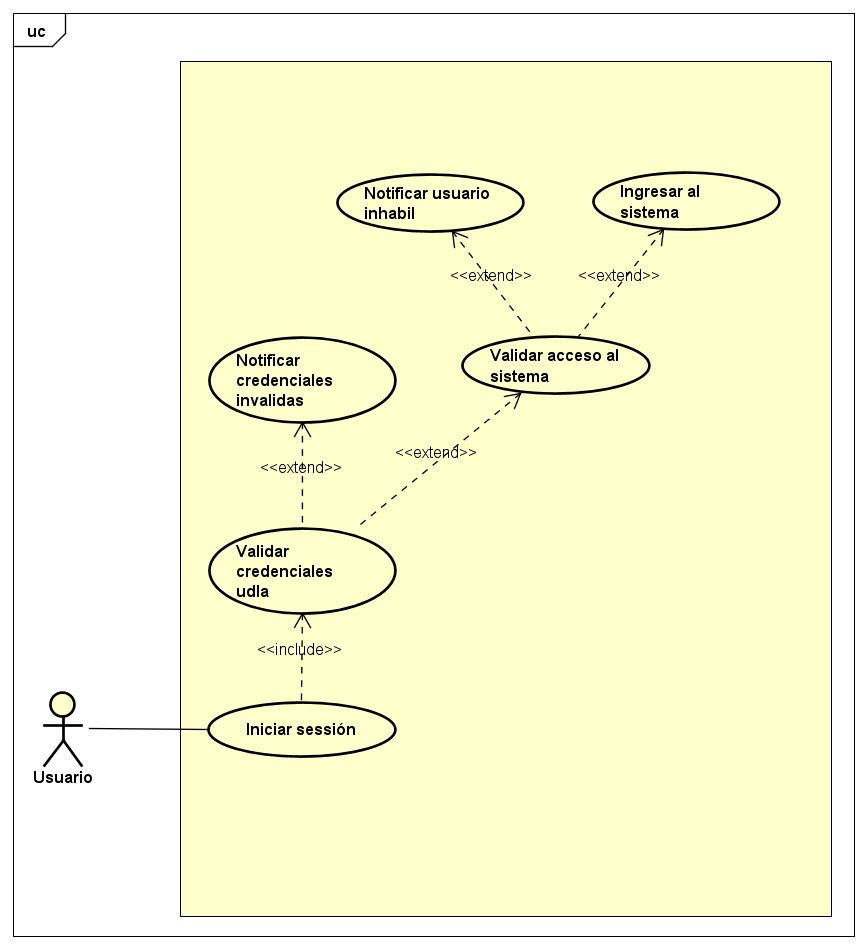 uc
Notificar usuario
inhabil
Ingresar al
sistema
<<extend>>
<<extend>>
Validar acceso al
sistema
Notificar
credenciales
invalidas
<<extend>>
<<extend>>
Validar
credenciales
udla
<<include>>
Iniciar sessión
Usuario